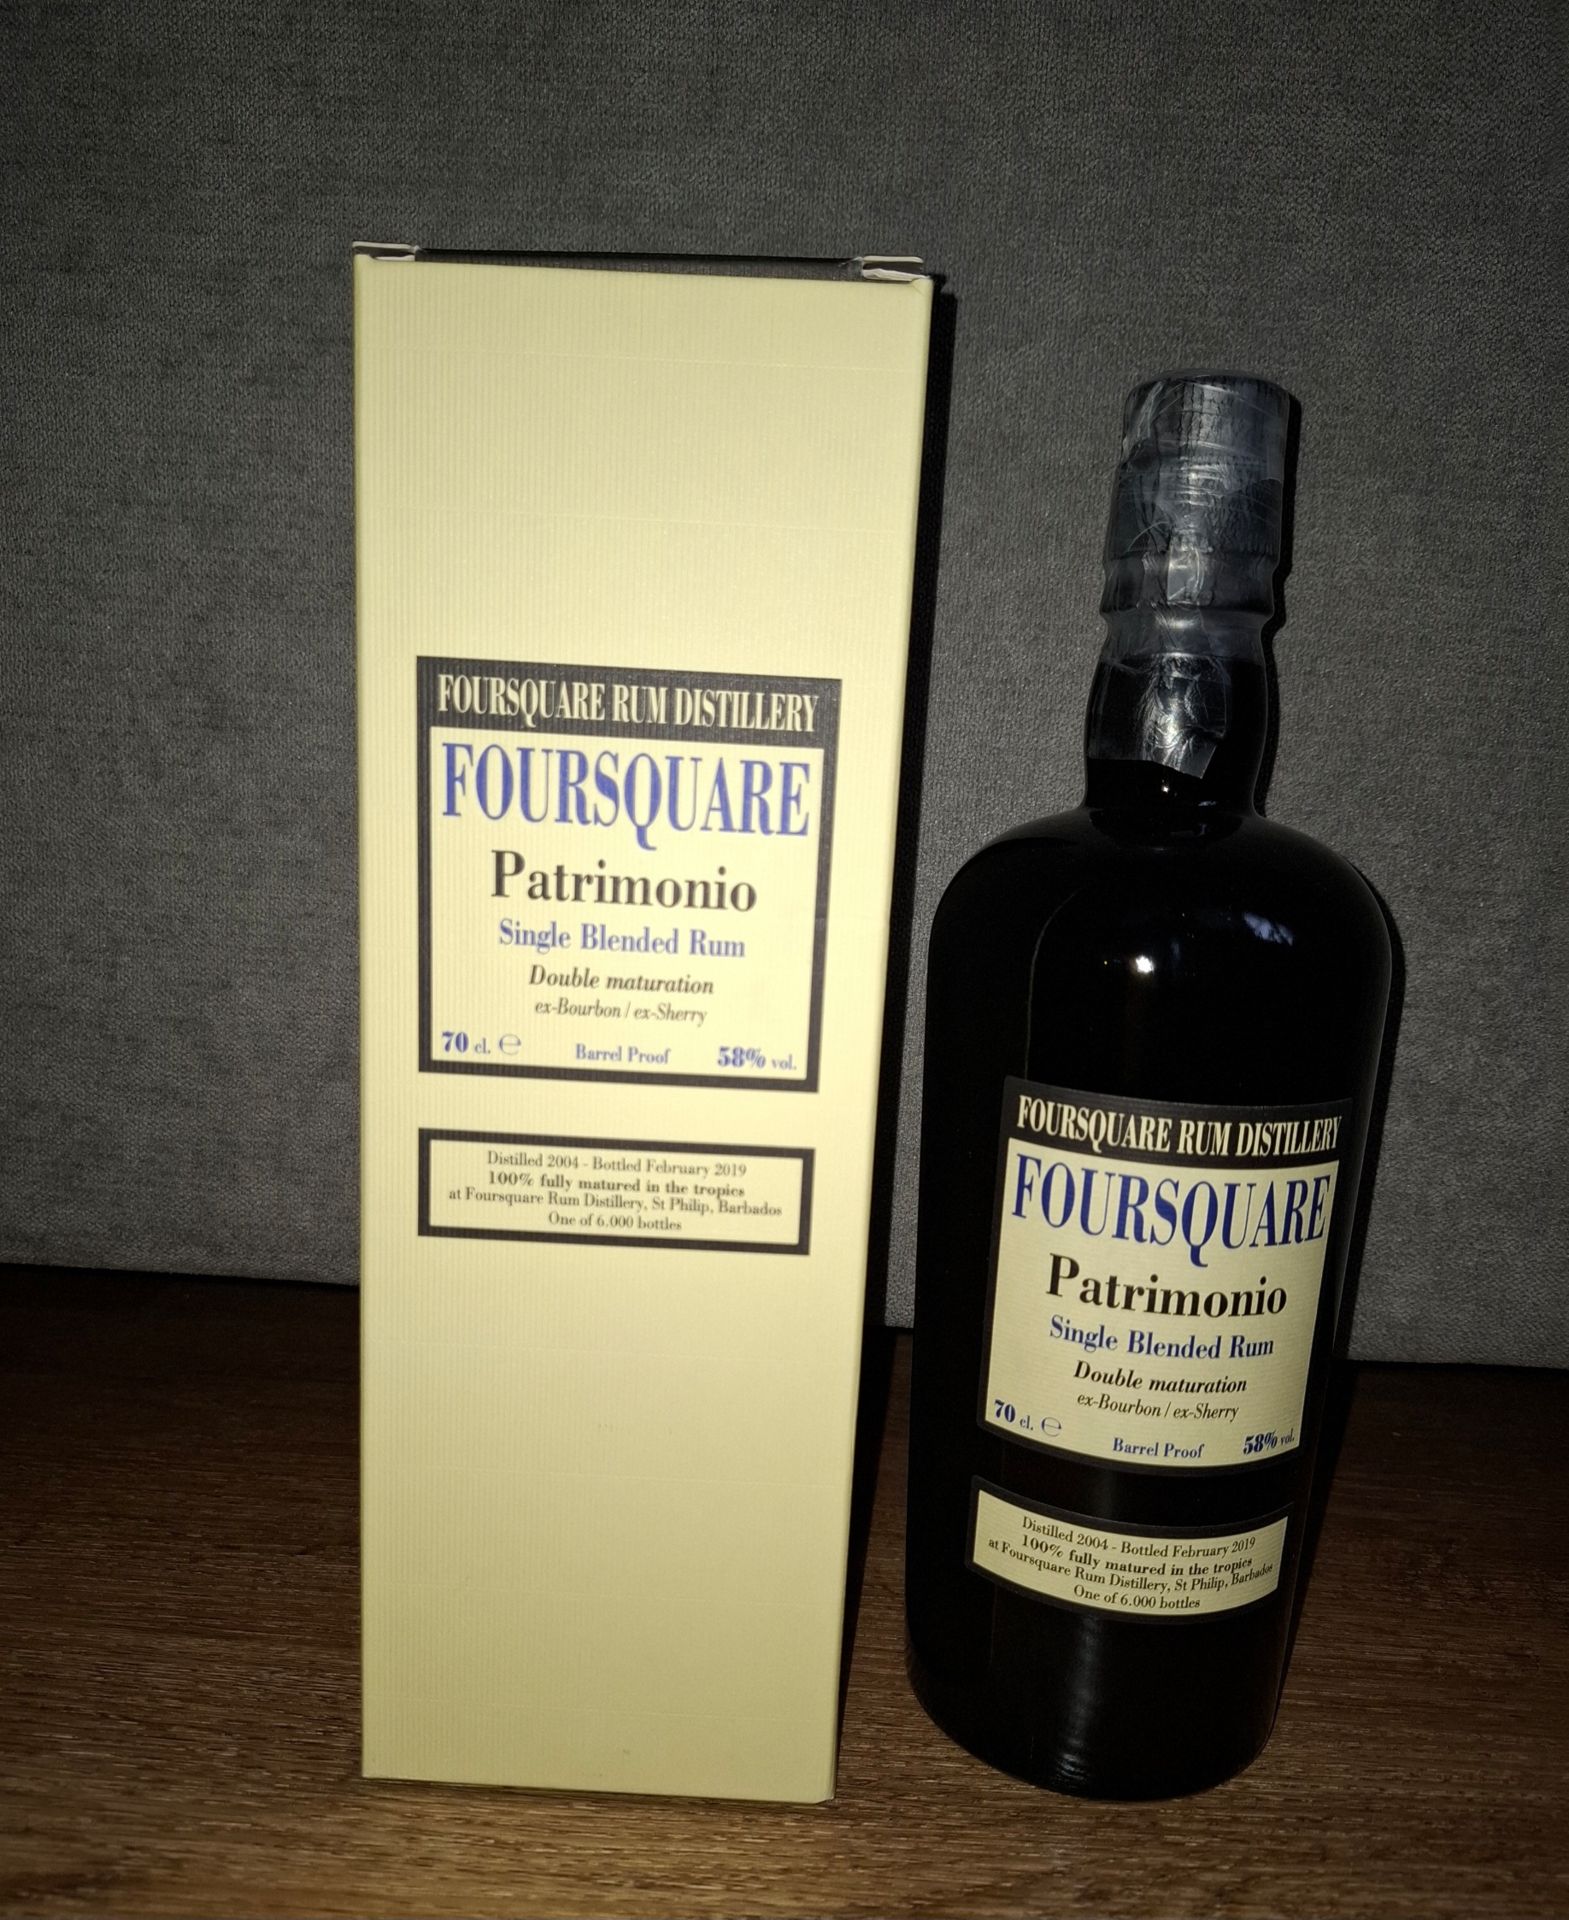 FOURSQUARE RUM DISTILLERY
FOURSQUARE
Patrimonio
Single Blended Rum
Double maturation
ex-Bourbon / ex-Sherry
70 cl. ℮ Barrel Proof 58% vol.
Distilled 2004 - Bottled February 2019
100% fully matured in the tropics
at Foursquare Rum Distillery, St Philip, Barbados
One of 6.000 bottles
FOURSQUARE RUM DISTILLERY
FOURSQUARE
Patrimonio
Single Blended Rum
Double maturation
ex-Bourbon / ex-Sherry
70 cl. ℮ Barrel Proof 58% vol.
Distilled 2004 - Bottled February 2019
100% fully matured in the tropics
at Foursquare Rum Distillery, St Philip, Barbados
One of 6.000 bottles